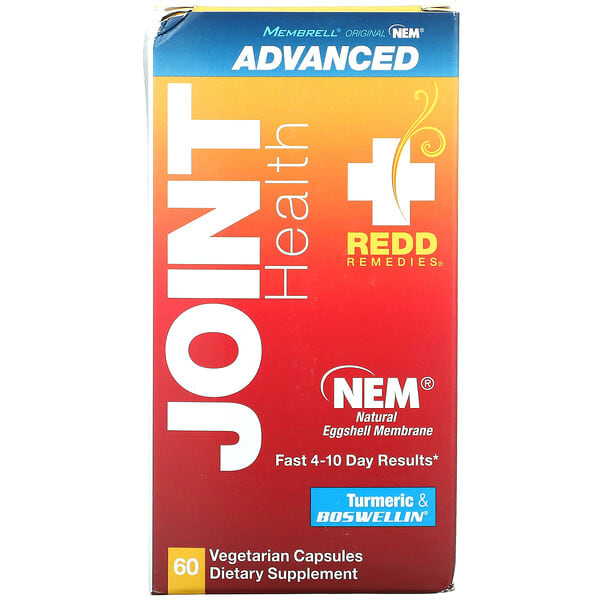 MEMBRELL® ORIGINAL NEM®
ADVANCED
JOINT
Health
REDD
REMEDIES®
NEM®
Natural
Eggshell Membrane
Fast 4-10 Day Results*
Turmeric &
BOSWELLIN®
60 Vegetarian Capsules
Dietary Supplement